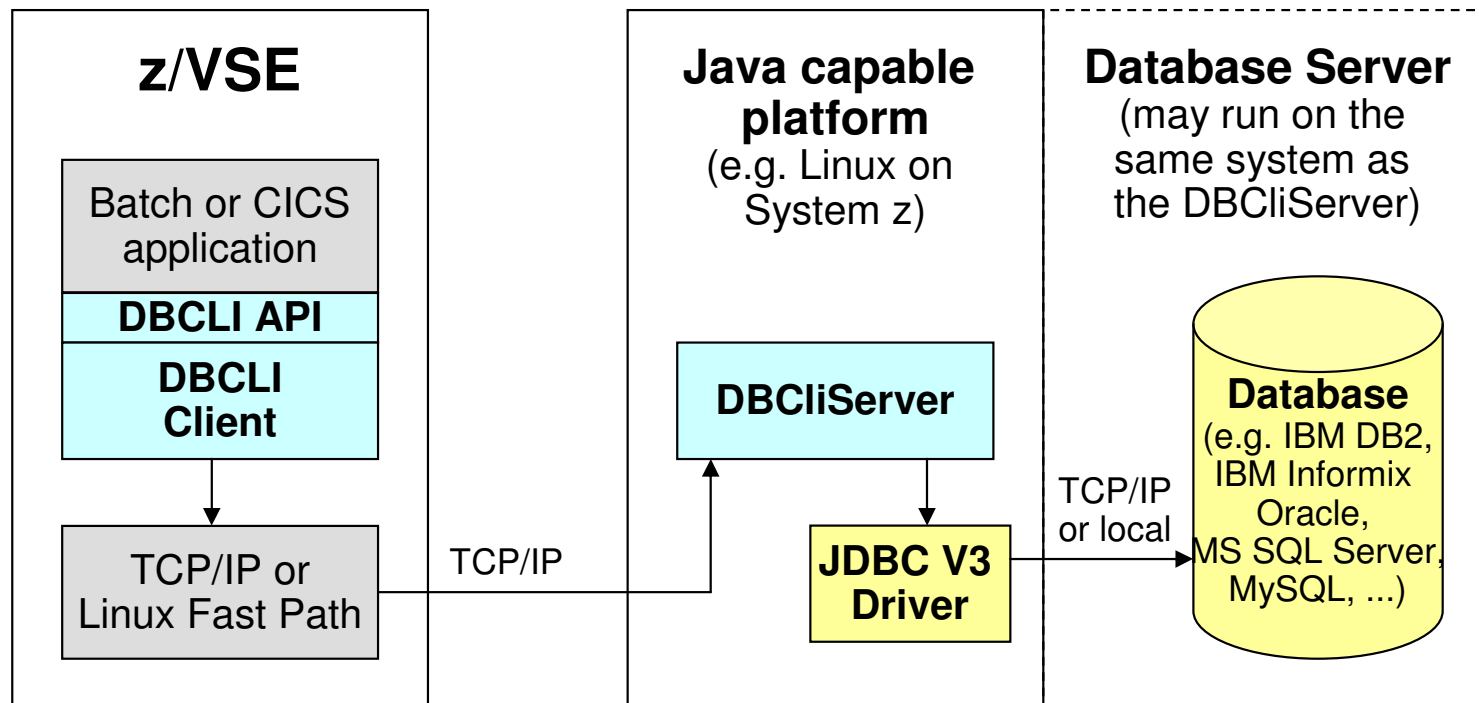 z/VSE
Batch or CICS
application
DBCLI API
DBCLI
Client
TCP/IP or
Linux Fast Path
TCP/IP
Java capable
platform
(e.g. Linux on
System z)
DBCliServer
JDBC V3
Driver
TCP/IP
or local
Database Server
(may run on the
same system as
the DBCliServer)
Database
(e.g. IBM DB2,
IBM Informix
Oracle,
MS SQL Server,
MySQL, ...)